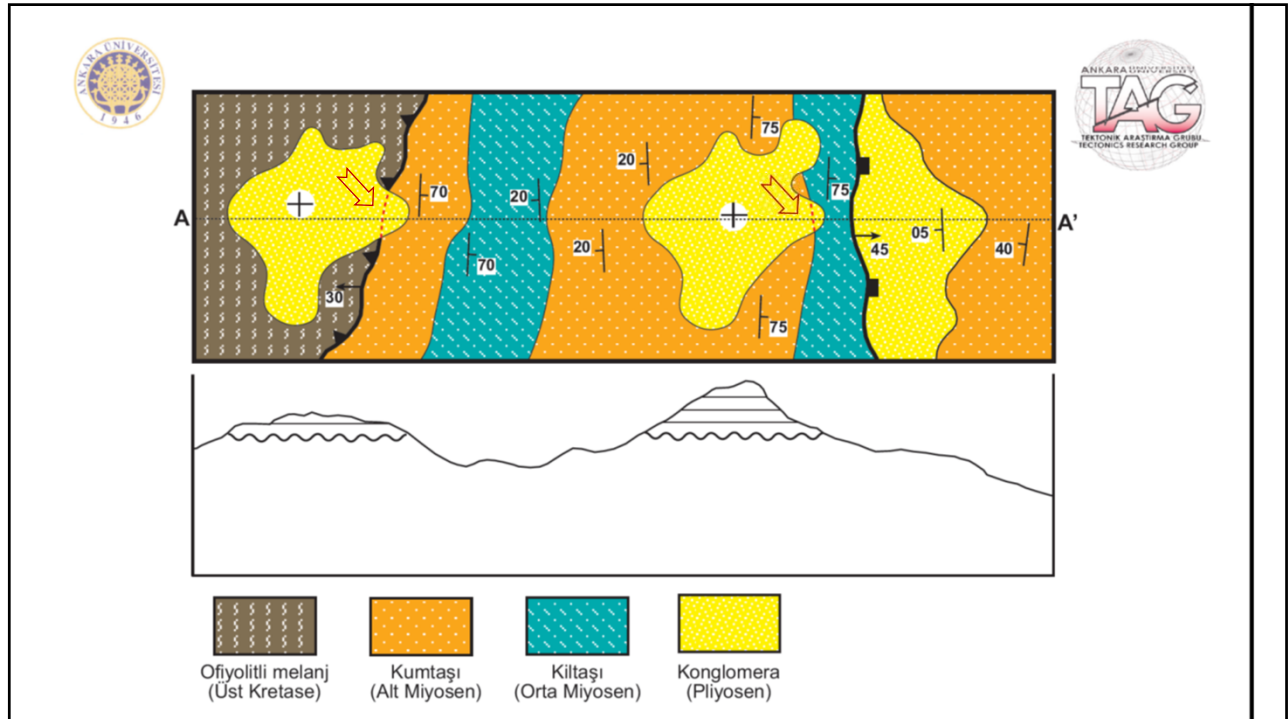 ANKARA ÜNİVERSİTESİ
1946
ANKARA UNIVERSITY
TAG
TEKTONİK ARAŞTIRMA GRUBU
TECTONICS RESEARCH GROUP
75
20
70
20
75
A
A'
05
20
45
40
70
30
75
Ofiyolitli melanj
(Üst Kretase)
Kumtaşı
(Alt Miyosen)
Kiltaşı
(Orta Miyosen)
Konglomera
(Pliyosen)